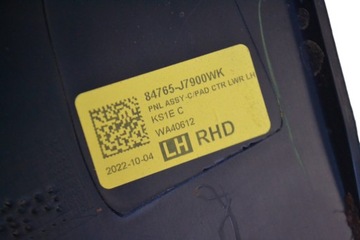 84765-J7900WK
PNL ASSY-C/PAD CTR LWR LH
KS1E C
WA40612
2022-10-04 LH RHD